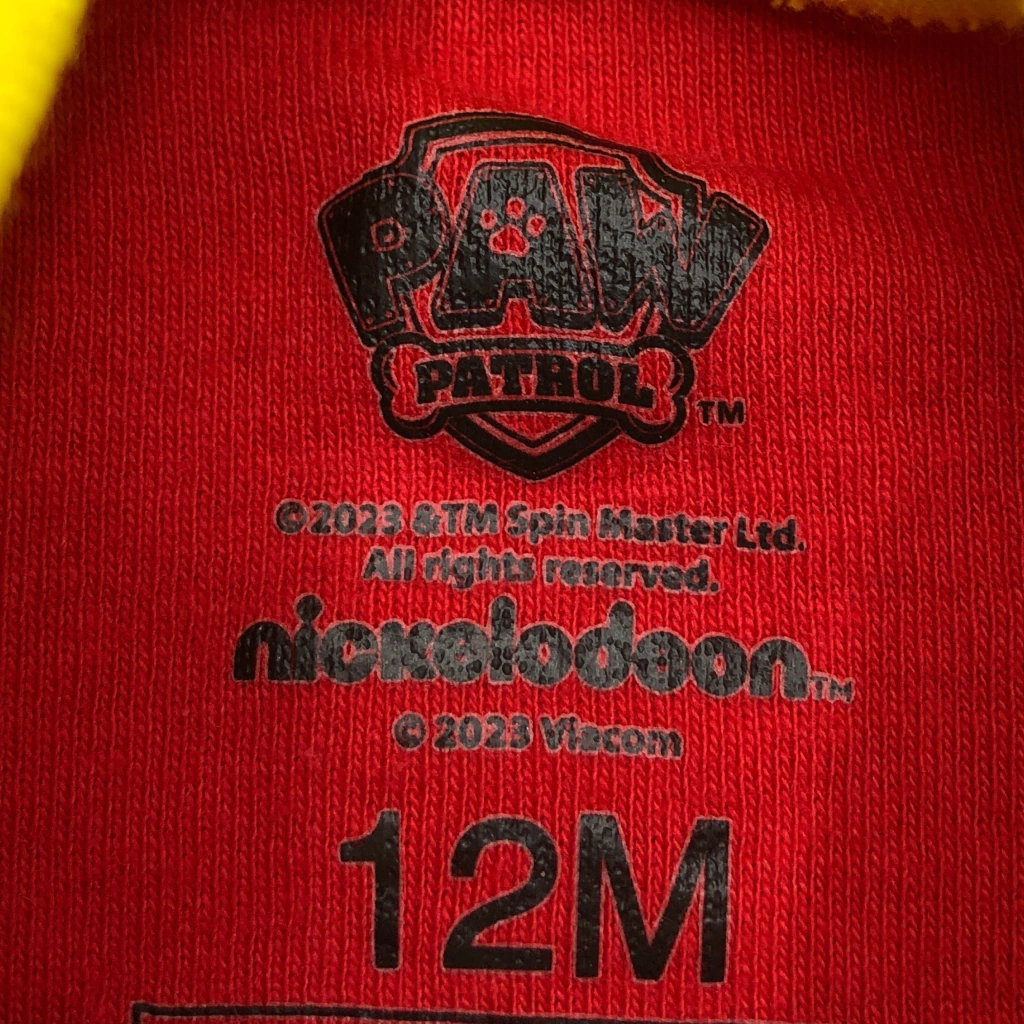 PAW
PATROL TM
©2023 &TM Spin Master Ltd.
All rights reserved.
nickelodeon TM
© 2023 Viacom
12M